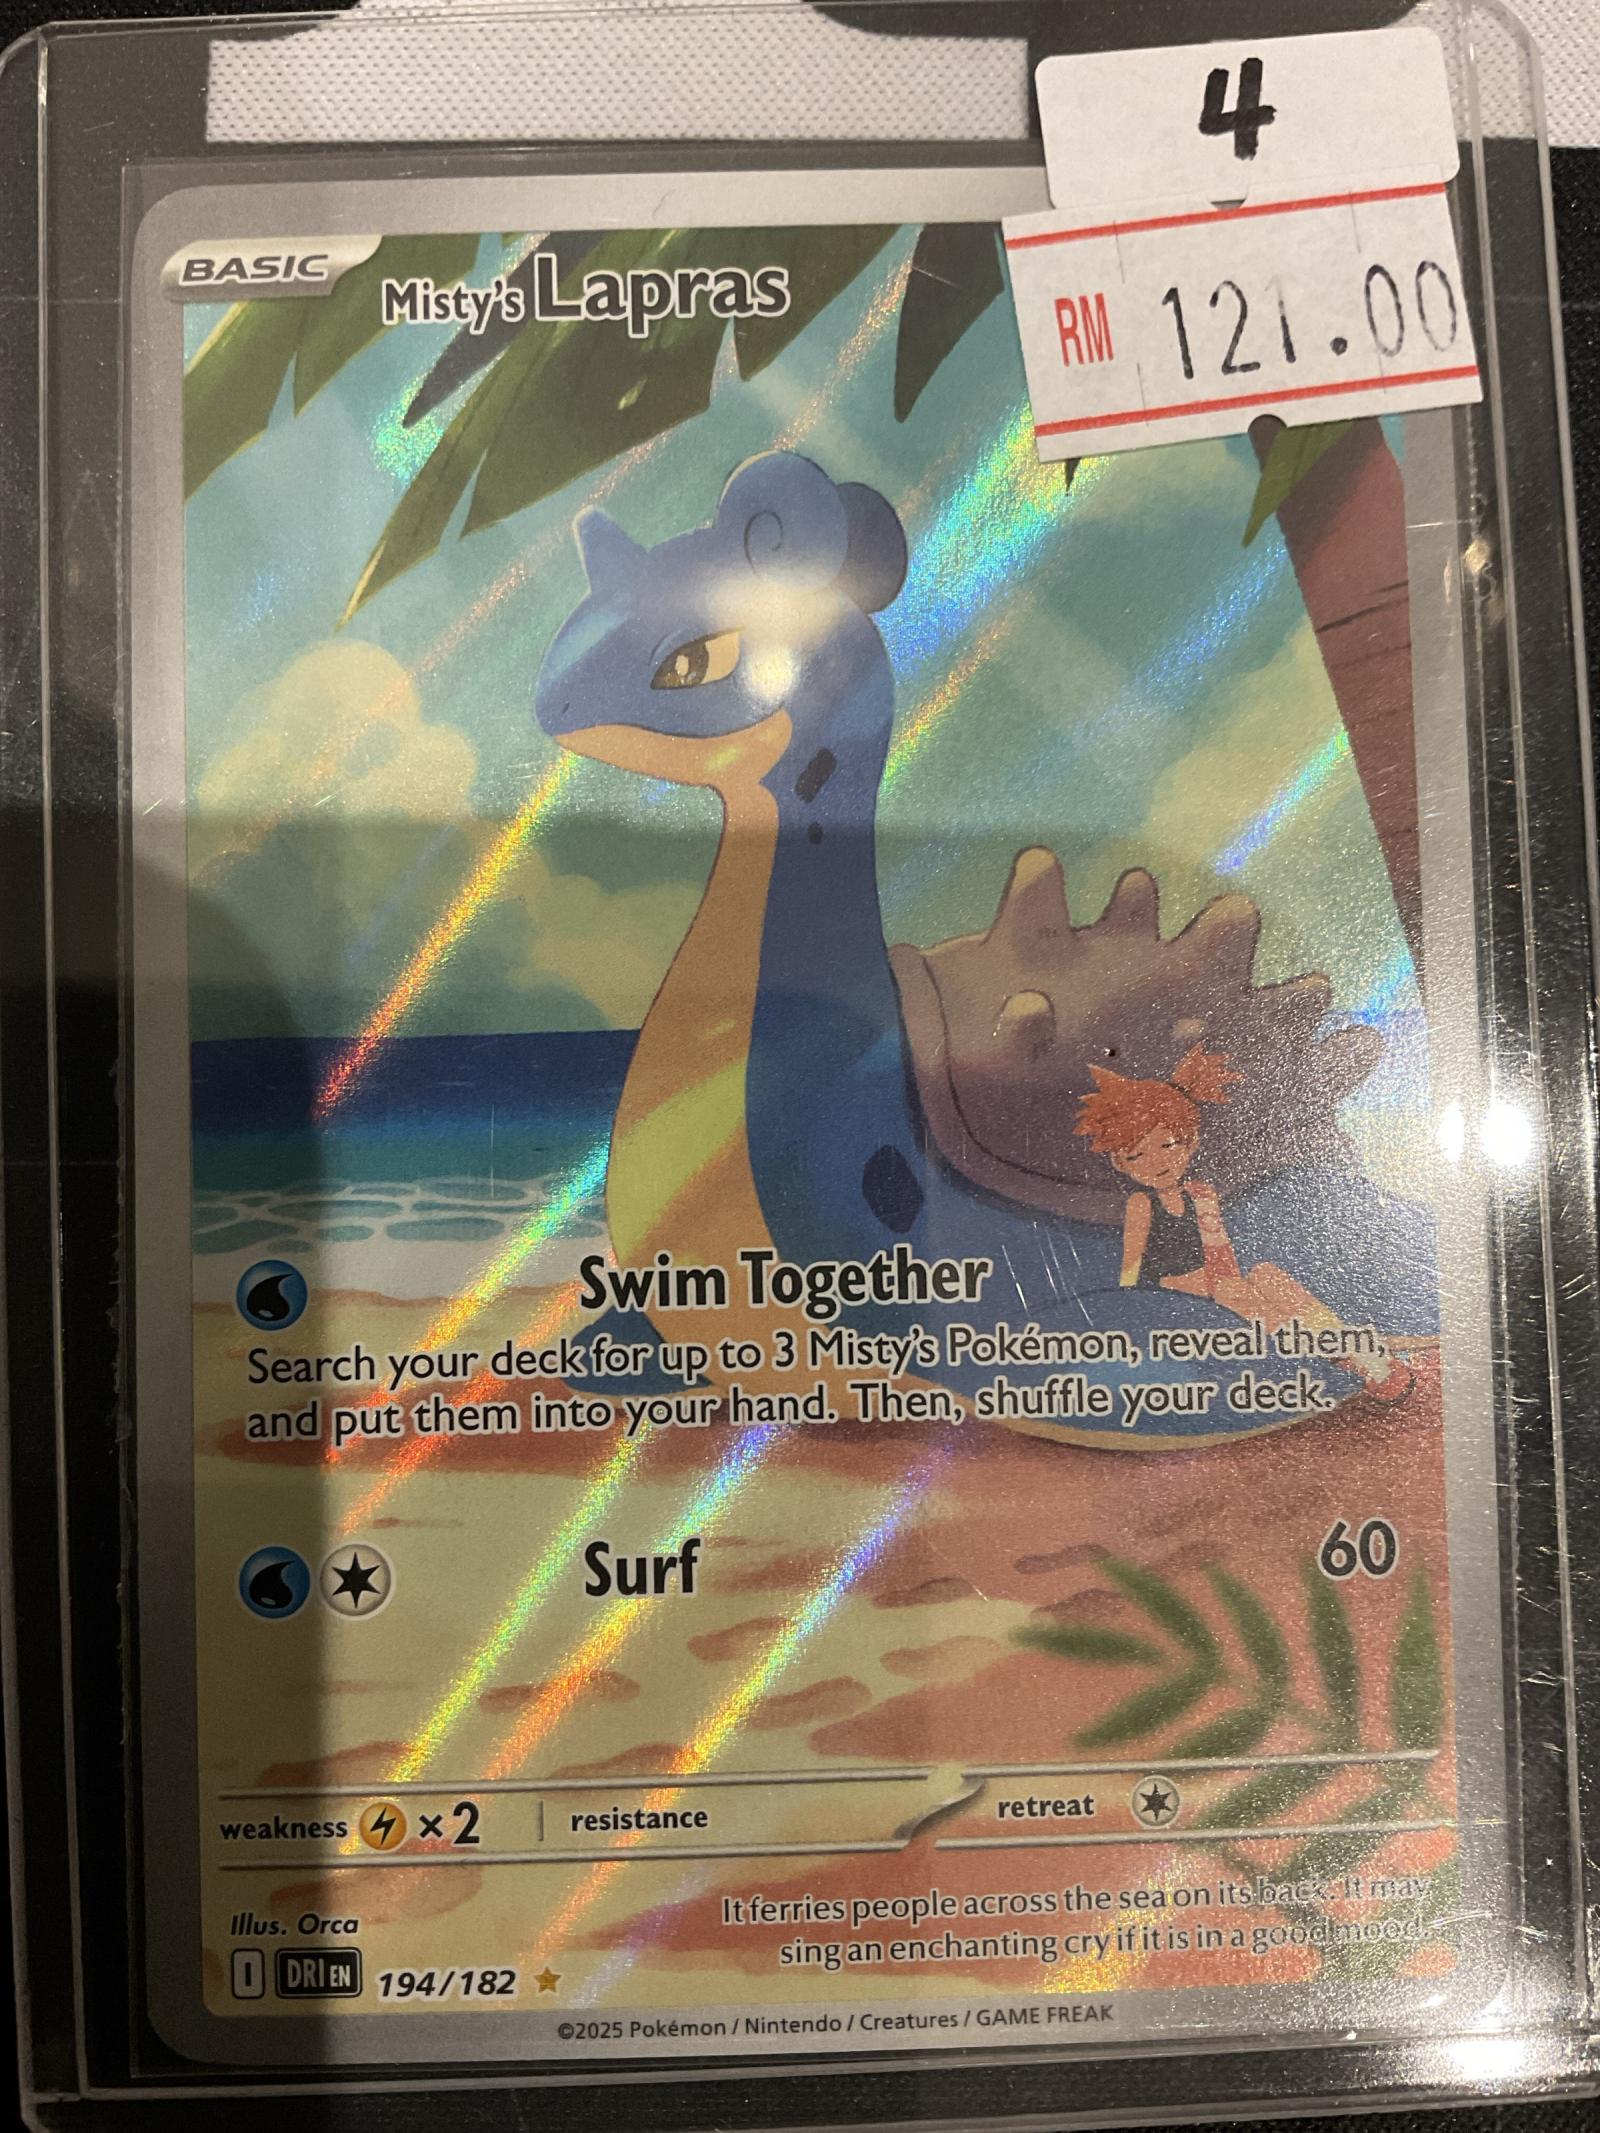 4
RM 121.00
BASIC
Misty's Lapras
Swim Together
Search your deck for up to 3 Misty's Pokémon, reveal them,
and put them into your hand. Then, shuffle your deck.
Surf 60
weakness ×2 resistance retreat
It ferries people across the sea on its back. It may
sing an enchanting cry if it is in a good mood.
Illus. Orca
I DRI EN 194/182
©2025 Pokémon / Nintendo / Creatures / GAME FREAK